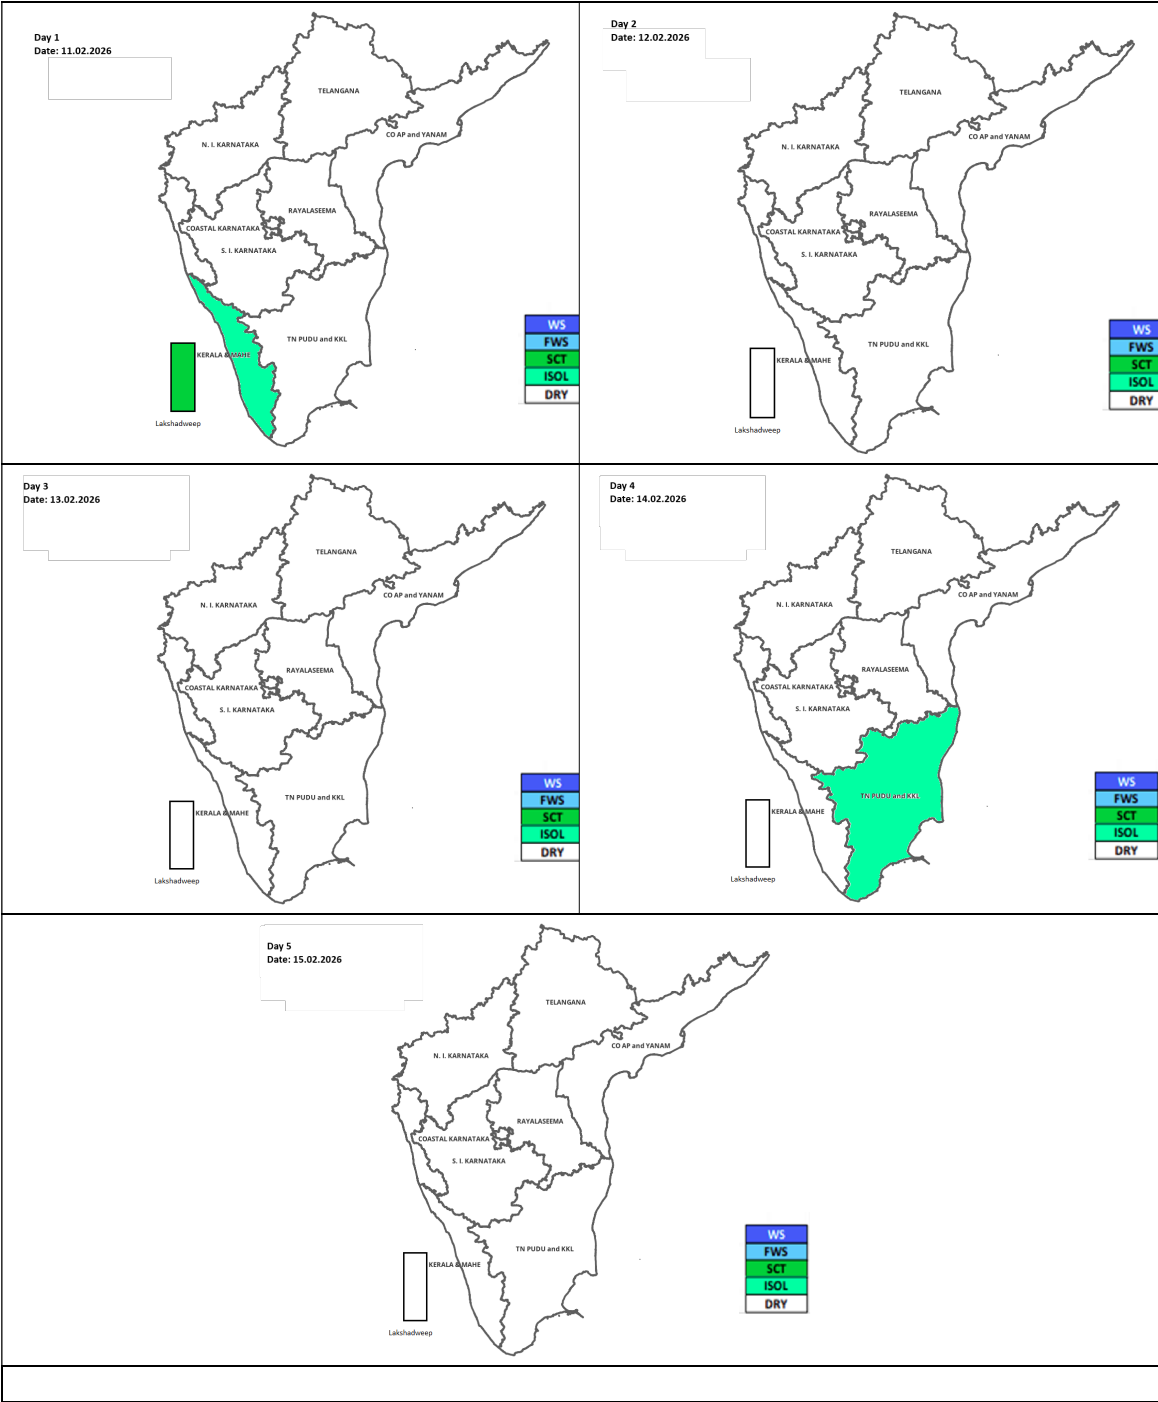 Day 1
Date: 11.02.2026
TELANGANA
CO AP and YANAM
N. I. KARNATAKA
RAYALASEEMA
COASTAL KARNATAKA
S. I. KARNATAKA
TN PUDU and KKL
KERALA & MAHE
Lakshadweep
WS
FWS
SCT
ISOL
DRY
Day 2
Date: 12.02.2026
TELANGANA
CO AP and YANAM
N. I. KARNATAKA
RAYALASEEMA
COASTAL KARNATAKA
S. I. KARNATAKA
TN PUDU and KKL
KERALA & MAHE
Lakshadweep
WS
FWS
SCT
ISOL
DRY
Day 3
Date: 13.02.2026
TELANGANA
CO AP and YANAM
N. I. KARNATAKA
RAYALASEEMA
COASTAL KARNATAKA
S. I. KARNATAKA
TN PUDU and KKL
KERALA & MAHE
Lakshadweep
WS
FWS
SCT
ISOL
DRY
Day 4
Date: 14.02.2026
TELANGANA
CO AP and YANAM
N. I. KARNATAKA
RAYALASEEMA
COASTAL KARNATAKA
S. I. KARNATAKA
TN PUDU and KKL
KERALA & MAHE
Lakshadweep
WS
FWS
SCT
ISOL
DRY
Day 5
Date: 15.02.2026
TELANGANA
CO AP and YANAM
N. I. KARNATAKA
RAYALASEEMA
COASTAL KARNATAKA
S. I. KARNATAKA
TN PUDU and KKL
KERALA & MAHE
Lakshadweep
WS
FWS
SCT
ISOL
DRY